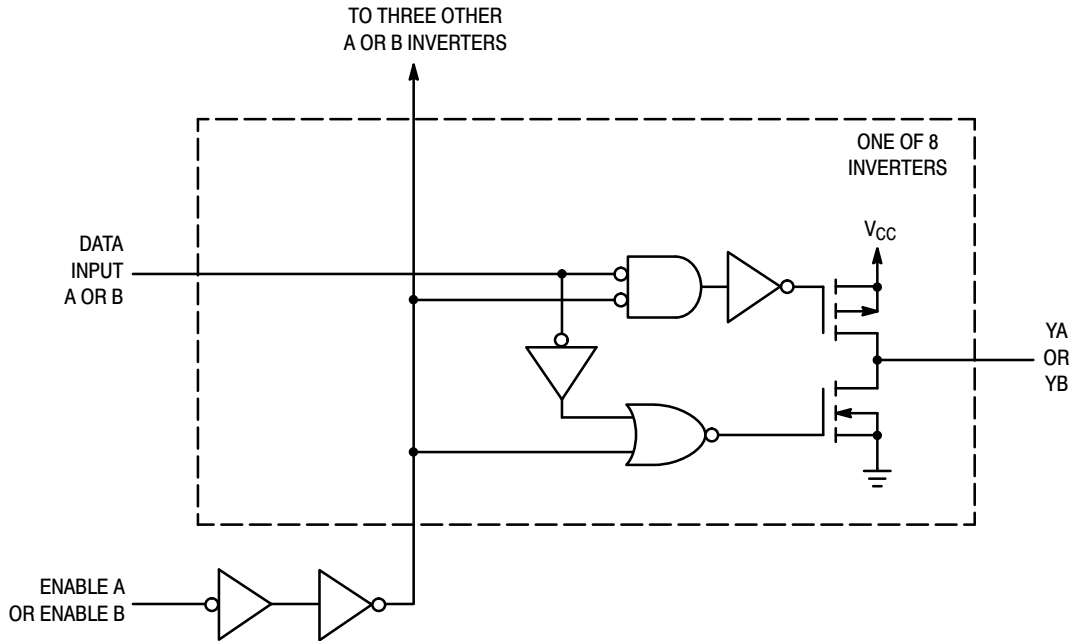 TO THREE OTHER
A OR B INVERTERS
ONE OF 8
INVERTERS
VCC
DATA
INPUT
A OR B
YA
OR
YB
ENABLE A
OR ENABLE B